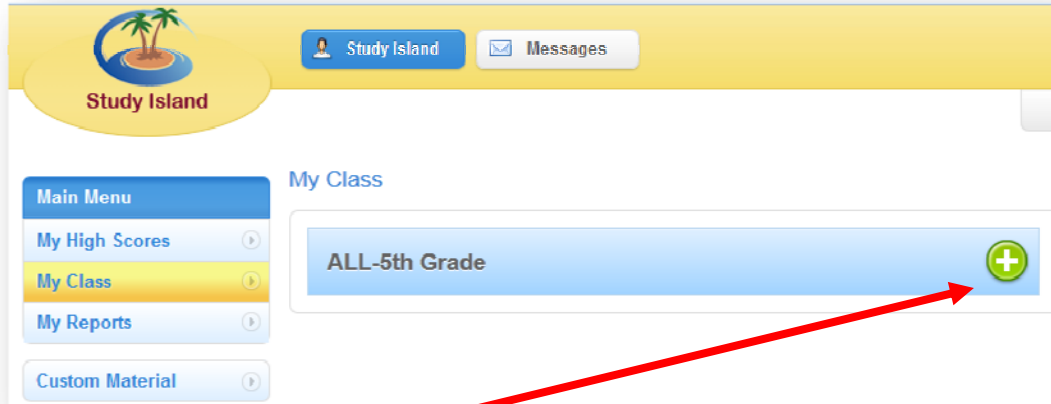 Study Island
Messages
Study Island
My Class
Main Menu
My High Scores
My Class
My Reports
Custom Material
ALL-5th Grade